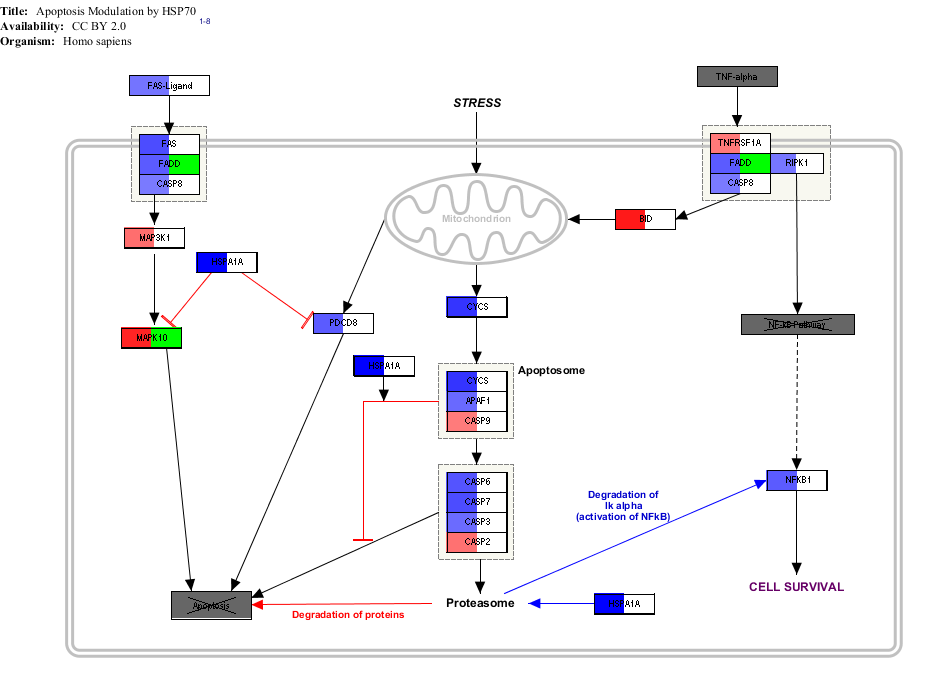 Title: Apoptosis Modulation by HSP70
1-8
Availability: CC BY 2.0
Organism: Homo sapiens
FAS-Ligand
TNF-alpha
STRESS
FAS
FADD
CASP8
TNFRSF1A
FADD
RIPK1
CASP8
Mitochondrion
BID
MAP3K1
HSPA1A
CYCS
PDCD8
NF-kB Pathway
MAPK10
HSPA1A
Apoptosome
CYCS
APAF1
CASP9
CASP6
CASP7
CASP3
CASP2
NFKB1
Degradation of
Ik alpha
(activation of NFkB)
CELL SURVIVAL
Apoptosis
Degradation of proteins
Proteasome
HSPA1A